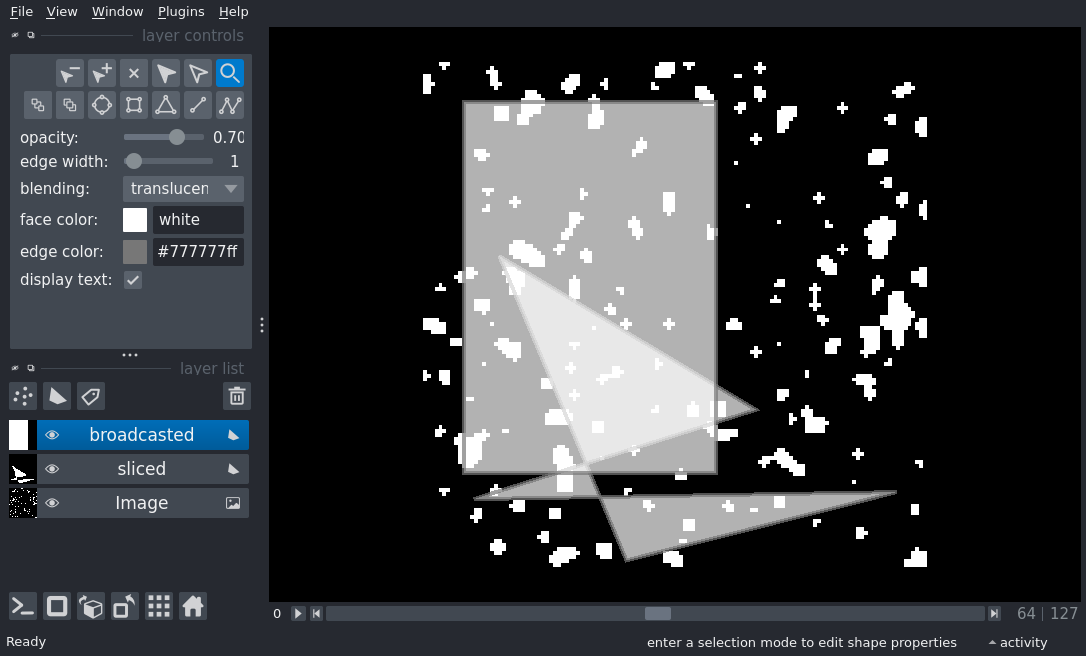 File View Window Plugins Help
layer controls
opacity: 0.70
edge width: 1
blending: translucen
face color: white
edge color: #777777ff
display text:
layer list
broadcasted
sliced
Image
0 64 | 127
Ready enter a selection mode to edit shape properties activity